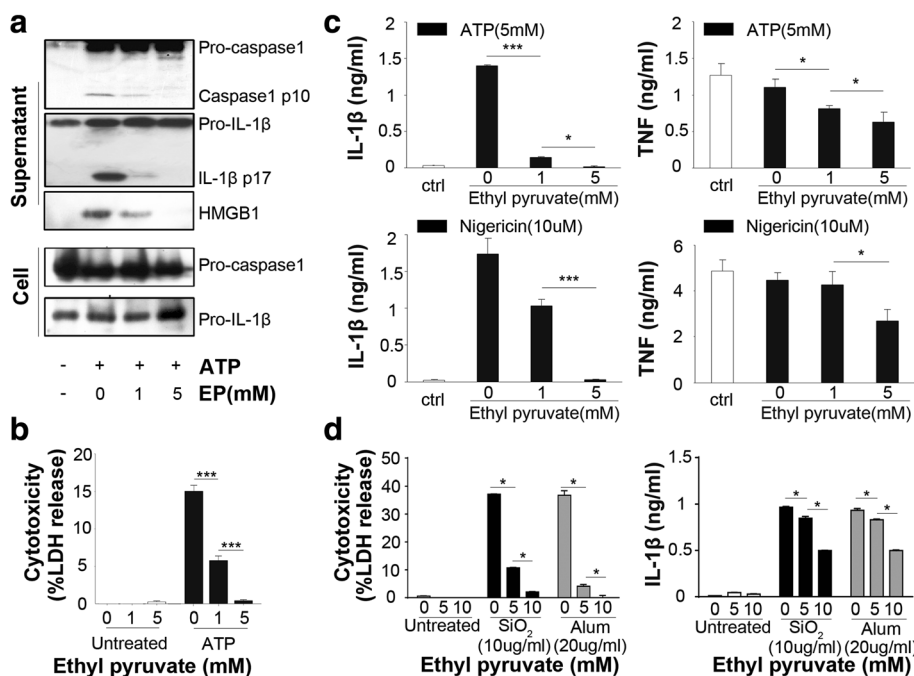 a
Supernatant
Pro-caspase1
Caspase1 p10
Pro-IL-1β
IL-1β p17
HMGB1
Cell
Pro-caspase1
Pro-IL-1β
- + + + ATP
- 0 1 5 EP(mM)
b
Cytotoxicity
(%LDH release)
20
15
10
5
0
*** ***
0 1 5 0 1 5
Untreated ATP
Ethyl pyruvate (mM)
c
IL-1β (ng/ml)
2
1.5
1
0.5
0
ATP(5mM)
***
*
ctrl 0 1 5
Ethyl pyruvate(mM)
TNF (ng/ml)
2
1.5
1
0.5
0
ATP(5mM)
* *
ctrl 0 1 5
Ethyl pyruvate(mM)
IL-1β (ng/ml)
2
1.5
1
0.5
0
Nigericin(10uM)
***
ctrl 0 1 5
Ethyl pyruvate(mM)
TNF (ng/ml)
6
4
2
0
Nigericin(10uM)
*
ctrl 0 1 5
Ethyl pyruvate(mM)
d
Cytotoxicity
(%LDH release)
50
40
30
20
10
0
* * * *
0 5 10 0 5 10 0 5 10
Untreated SiO₂ Alum
(10ug/ml) (20ug/ml)
Ethyl pyruvate (mM)
IL-1β (ng/ml)
1.5
1
0.5
0
* * * *
0 5 10 0 5 10 0 5 10
Untreated SiO₂ Alum
(10ug/ml) (20ug/ml)
Ethyl pyruvate (mM)